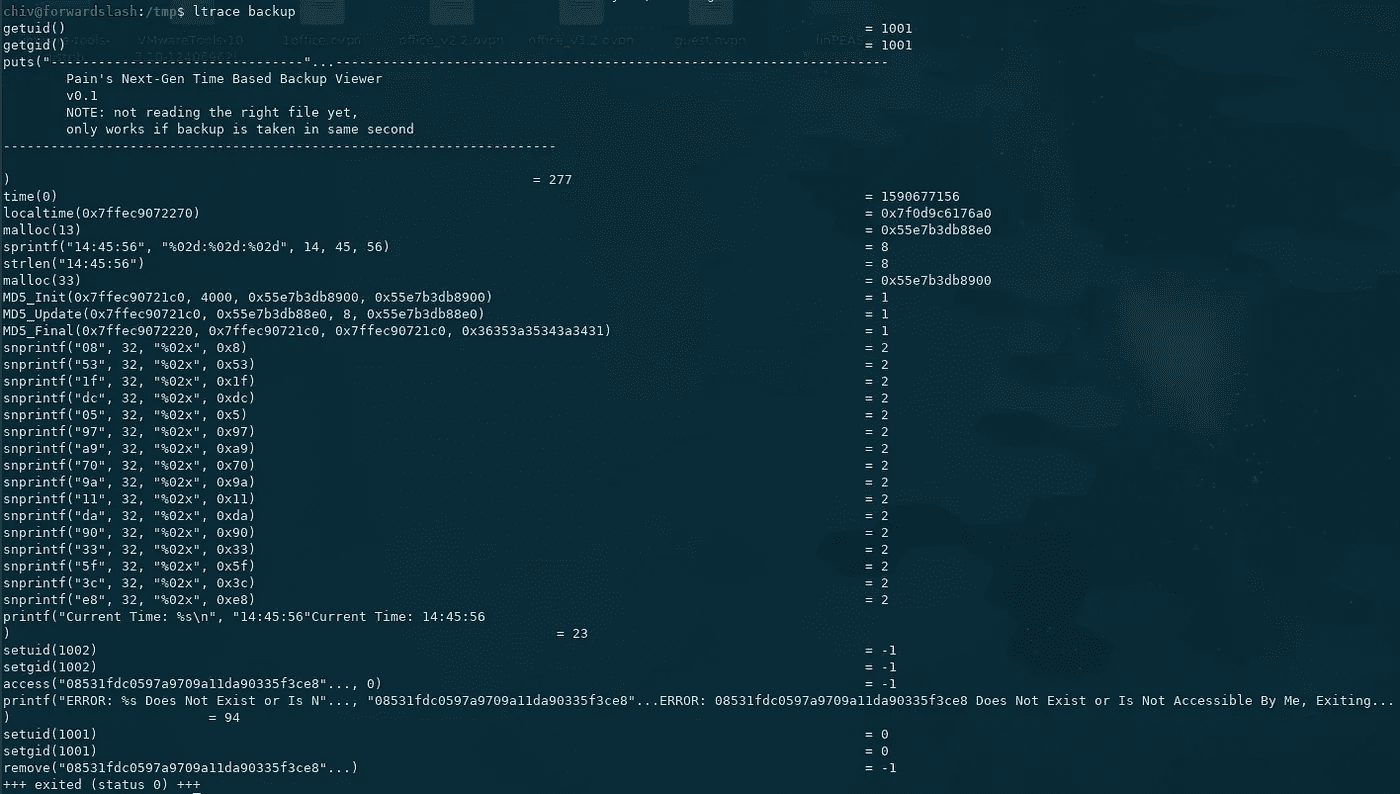 chiv@forwardslash:/tmp$ ltrace backup
getuid() = 1001
getgid() = 1001
puts("--------------------------------"...----------------------------------------------------------------------
        Pain's Next-Gen Time Based Backup Viewer
        v0.1
        NOTE: not reading the right file yet,
        only works if backup is taken in same second
----------------------------------------------------------------------
) = 277
time(0) = 1590677156
localtime(0x7ffec9072270) = 0x7f0d9c6176a0
malloc(13) = 0x55e7b3db88e0
sprintf("14:45:56", "%02d:%02d:%02d", 14, 45, 56) = 8
strlen("14:45:56") = 8
malloc(33) = 0x55e7b3db8900
MD5_Init(0x7ffec90721c0, 4000, 0x55e7b3db8900, 0x55e7b3db8900) = 1
MD5_Update(0x7ffec90721c0, 0x55e7b3db88e0, 8, 0x55e7b3db88e0) = 1
MD5_Final(0x7ffec9072220, 0x7ffec90721c0, 0x7ffec90721c0, 0x36353a35343a3431) = 1
snprintf("08", 32, "%02x", 0x8) = 2
snprintf("53", 32, "%02x", 0x53) = 2
snprintf("1f", 32, "%02x", 0x1f) = 2
snprintf("dc", 32, "%02x", 0xdc) = 2
snprintf("05", 32, "%02x", 0x5) = 2
snprintf("97", 32, "%02x", 0x97) = 2
snprintf("a9", 32, "%02x", 0xa9) = 2
snprintf("70", 32, "%02x", 0x70) = 2
snprintf("9a", 32, "%02x", 0x9a) = 2
snprintf("11", 32, "%02x", 0x11) = 2
snprintf("da", 32, "%02x", 0xda) = 2
snprintf("90", 32, "%02x", 0x90) = 2
snprintf("33", 32, "%02x", 0x33) = 2
snprintf("5f", 32, "%02x", 0x5f) = 2
snprintf("3c", 32, "%02x", 0x3c) = 2
snprintf("e8", 32, "%02x", 0xe8) = 2
printf("Current Time: %s\n", "14:45:56"Current Time: 14:45:56
) = 23
setuid(1002) = -1
setgid(1002) = -1
access("08531fdc0597a9709a11da90335f3ce8"..., 0) = -1
printf("ERROR: %s Does Not Exist or Is N"..., "08531fdc0597a9709a11da90335f3ce8"...ERROR: 08531fdc0597a9709a11da90335f3ce8 Does Not Exist or Is Not Accessible By Me, Exiting...
) = 94
setuid(1001) = 0
setgid(1001) = 0
remove("08531fdc0597a9709a11da90335f3ce8"...) = -1
+++ exited (status 0) +++